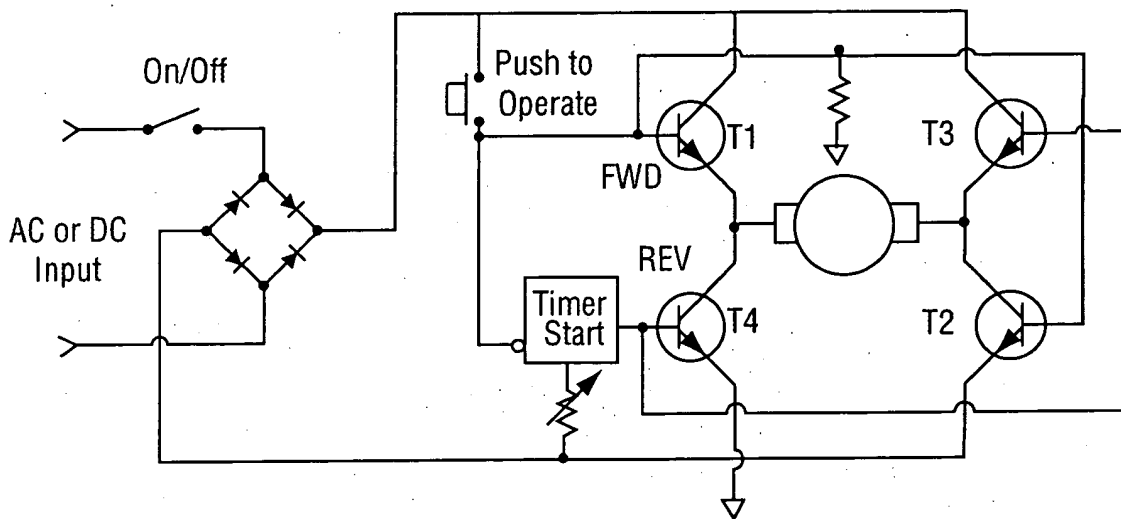 On/Off
Push to
Operate
T1
T3
FWD
AC or DC
Input
REV
Timer
Start
T4
T2